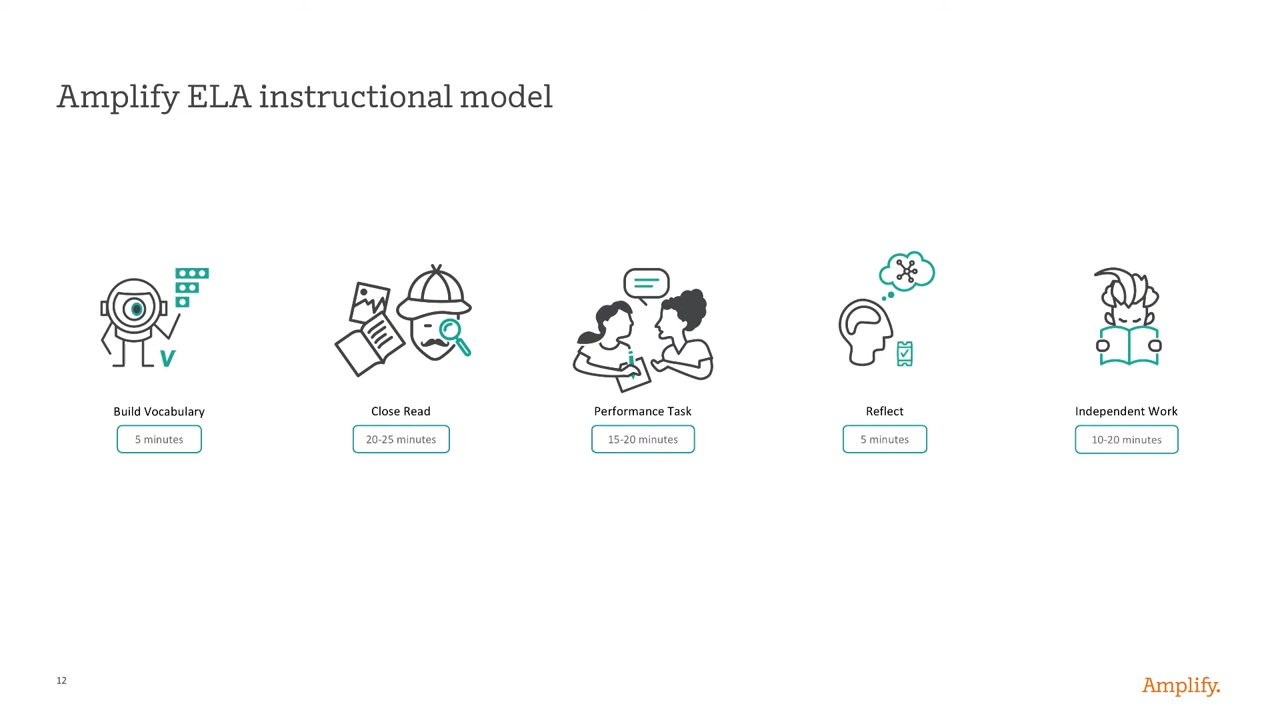 Amplify ELA instructional model
V
Build Vocabulary
5 minutes
Close Read
20-25 minutes
Performance Task
15-20 minutes
Reflect
5 minutes
Independent Work
10-20 minutes
12
Amplify.